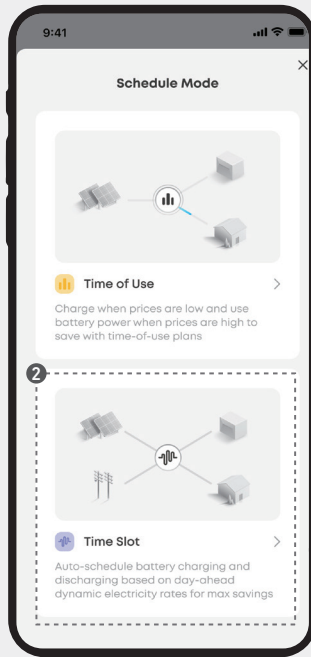 9:41
Schedule Mode
Time of Use
Charge when prices are low and use
battery power when prices are high to
save with time-of-use plans
2
Time Slot
Auto-schedule battery charging and
discharging based on day-ahead
dynamic electricity rates for max savings